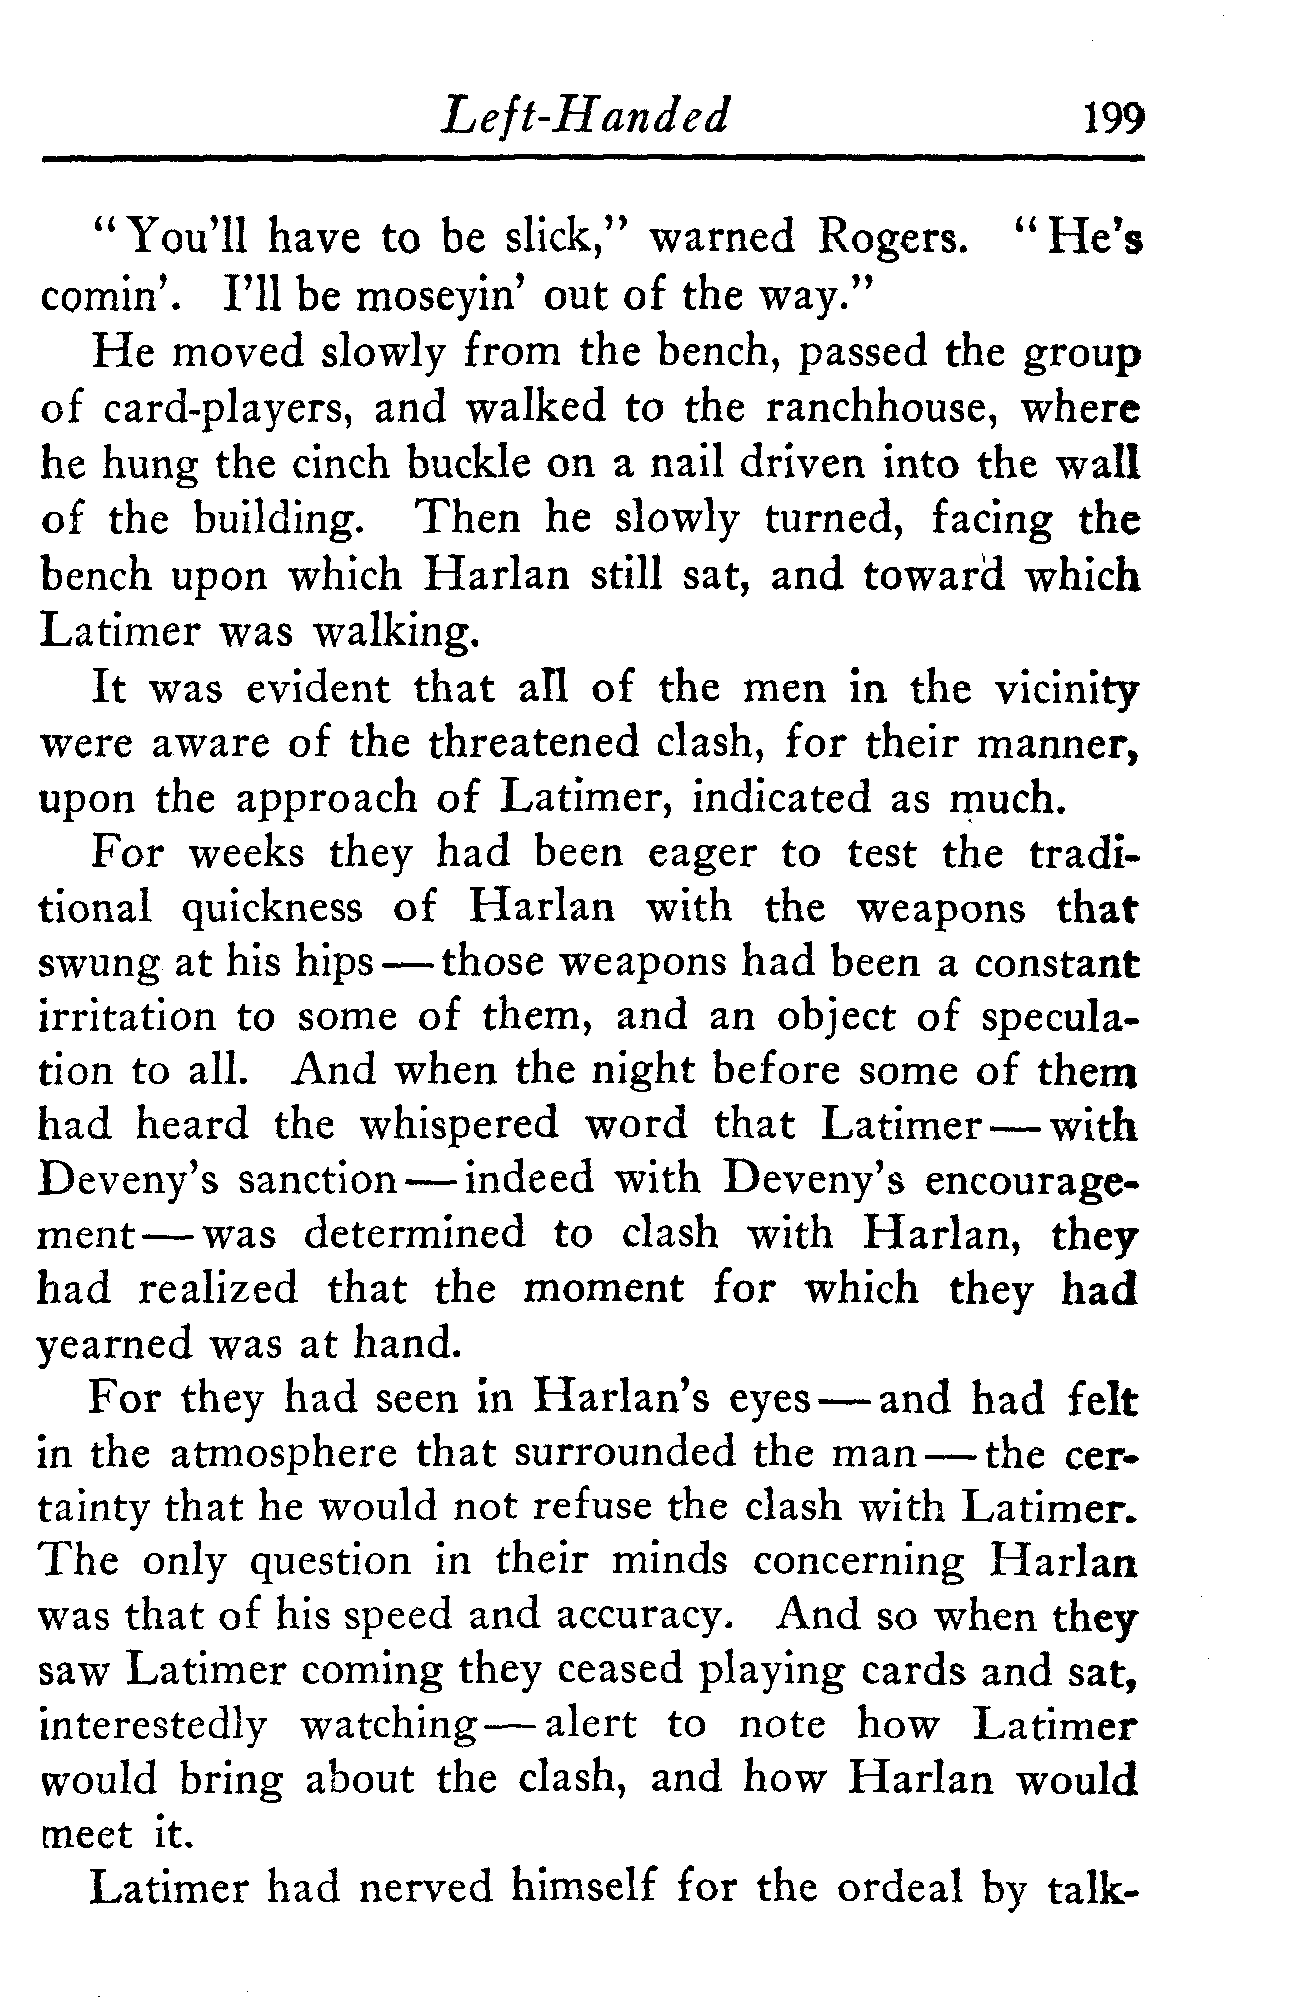 Left-Handed 199
"You'll have to be slick," warned Rogers. "He's
comin'. I'll be moseyin' out of the way."
He moved slowly from the bench, passed the group
of card-players, and walked to the ranchhouse, where
he hung the cinch buckle on a nail driven into the wall
of the building. Then he slowly turned, facing the
bench upon which Harlan still sat, and toward which
Latimer was walking.
It was evident that all of the men in the vicinity
were aware of the threatened clash, for their manner,
upon the approach of Latimer, indicated as much.
For weeks they had been eager to test the tradi-
tional quickness of Harlan with the weapons that
swung at his hips—those weapons had been a constant
irritation to some of them, and an object of specula-
tion to all. And when the night before some of them
had heard the whispered word that Latimer—with
Deveny's sanction—indeed with Deveny's encourage-
ment—was determined to clash with Harlan, they
had realized that the moment for which they had
yearned was at hand.
For they had seen in Harlan's eyes—and had felt
in the atmosphere that surrounded the man—the cer-
tainty that he would not refuse the clash with Latimer.
The only question in their minds concerning Harlan
was that of his speed and accuracy. And so when they
saw Latimer coming they ceased playing cards and sat,
interestedly watching—alert to note how Latimer
would bring about the clash, and how Harlan would
meet it.
Latimer had nerved himself for the ordeal by talk-